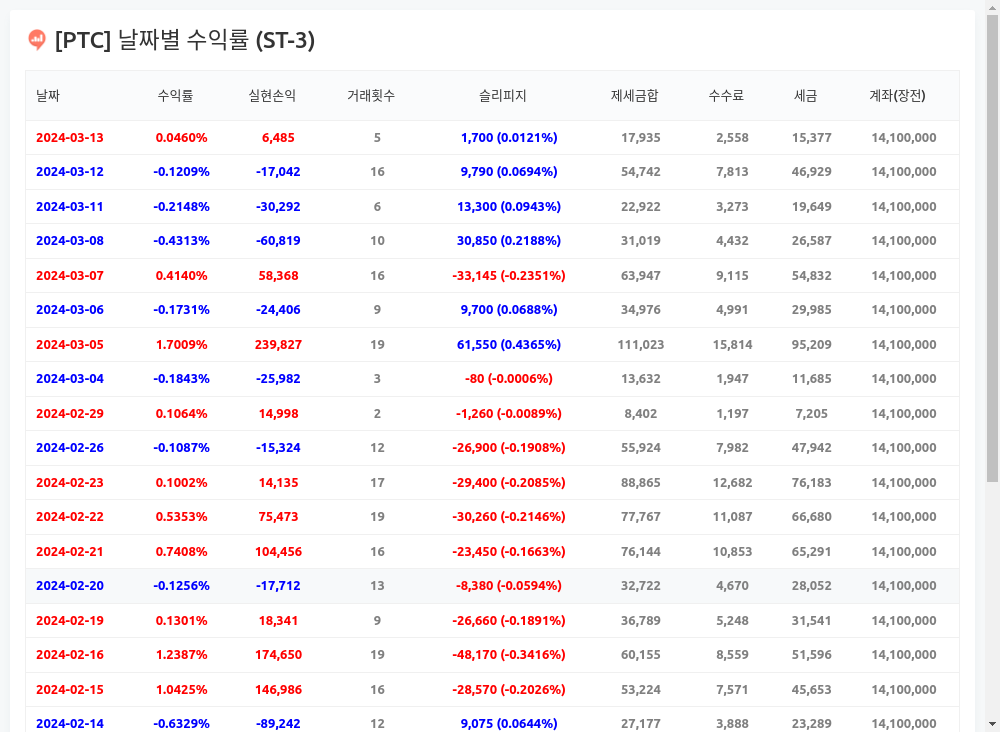 [PTC] 날짜별 수익률 (ST-3)
날짜 수익률 실현손익 거래횟수 슬리피지 제세금합 수수료 세금 계좌(장전)
2024-03-13 0.0460% 6,485 5 1,700 (0.0121%) 17,935 2,558 15,377 14,100,000
2024-03-12 -0.1209% -17,042 16 9,790 (0.0694%) 54,742 7,813 46,929 14,100,000
2024-03-11 -0.2148% -30,292 6 13,300 (0.0943%) 22,922 3,273 19,649 14,100,000
2024-03-08 -0.4313% -60,819 10 30,850 (0.2188%) 31,019 4,432 26,587 14,100,000
2024-03-07 0.4140% 58,368 16 -33,145 (-0.2351%) 63,947 9,115 54,832 14,100,000
2024-03-06 -0.1731% -24,406 9 9,700 (0.0688%) 34,976 4,991 29,985 14,100,000
2024-03-05 1.7009% 239,827 19 61,550 (0.4365%) 111,023 15,814 95,209 14,100,000
2024-03-04 -0.1843% -25,982 3 -80 (-0.0006%) 13,632 1,947 11,685 14,100,000
2024-02-29 0.1064% 14,998 2 -1,260 (-0.0089%) 8,402 1,197 7,205 14,100,000
2024-02-26 -0.1087% -15,324 12 -26,900 (-0.1908%) 55,924 7,982 47,942 14,100,000
2024-02-23 0.1002% 14,135 17 -29,400 (-0.2085%) 88,865 12,682 76,183 14,100,000
2024-02-22 0.5353% 75,473 19 -30,260 (-0.2146%) 77,767 11,087 66,680 14,100,000
2024-02-21 0.7408% 104,456 16 -23,450 (-0.1663%) 76,144 10,853 65,291 14,100,000
2024-02-20 -0.1256% -17,712 13 -8,380 (-0.0594%) 32,722 4,670 28,052 14,100,000
2024-02-19 0.1301% 18,341 9 -26,660 (-0.1891%) 36,789 5,248 31,541 14,100,000
2024-02-16 1.2387% 174,650 19 -48,170 (-0.3416%) 60,155 8,559 51,596 14,100,000
2024-02-15 1.0425% 146,986 16 -28,570 (-0.2026%) 53,224 7,571 45,653 14,100,000
2024-02-14 -0.6329% -89,242 12 9,075 (0.0644%) 27,177 3,888 23,289 14,100,000